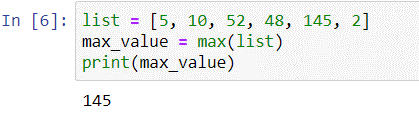 In [6]: list = [5, 10, 52, 48, 145, 2]
max_value = max(list)
print(max_value)
145